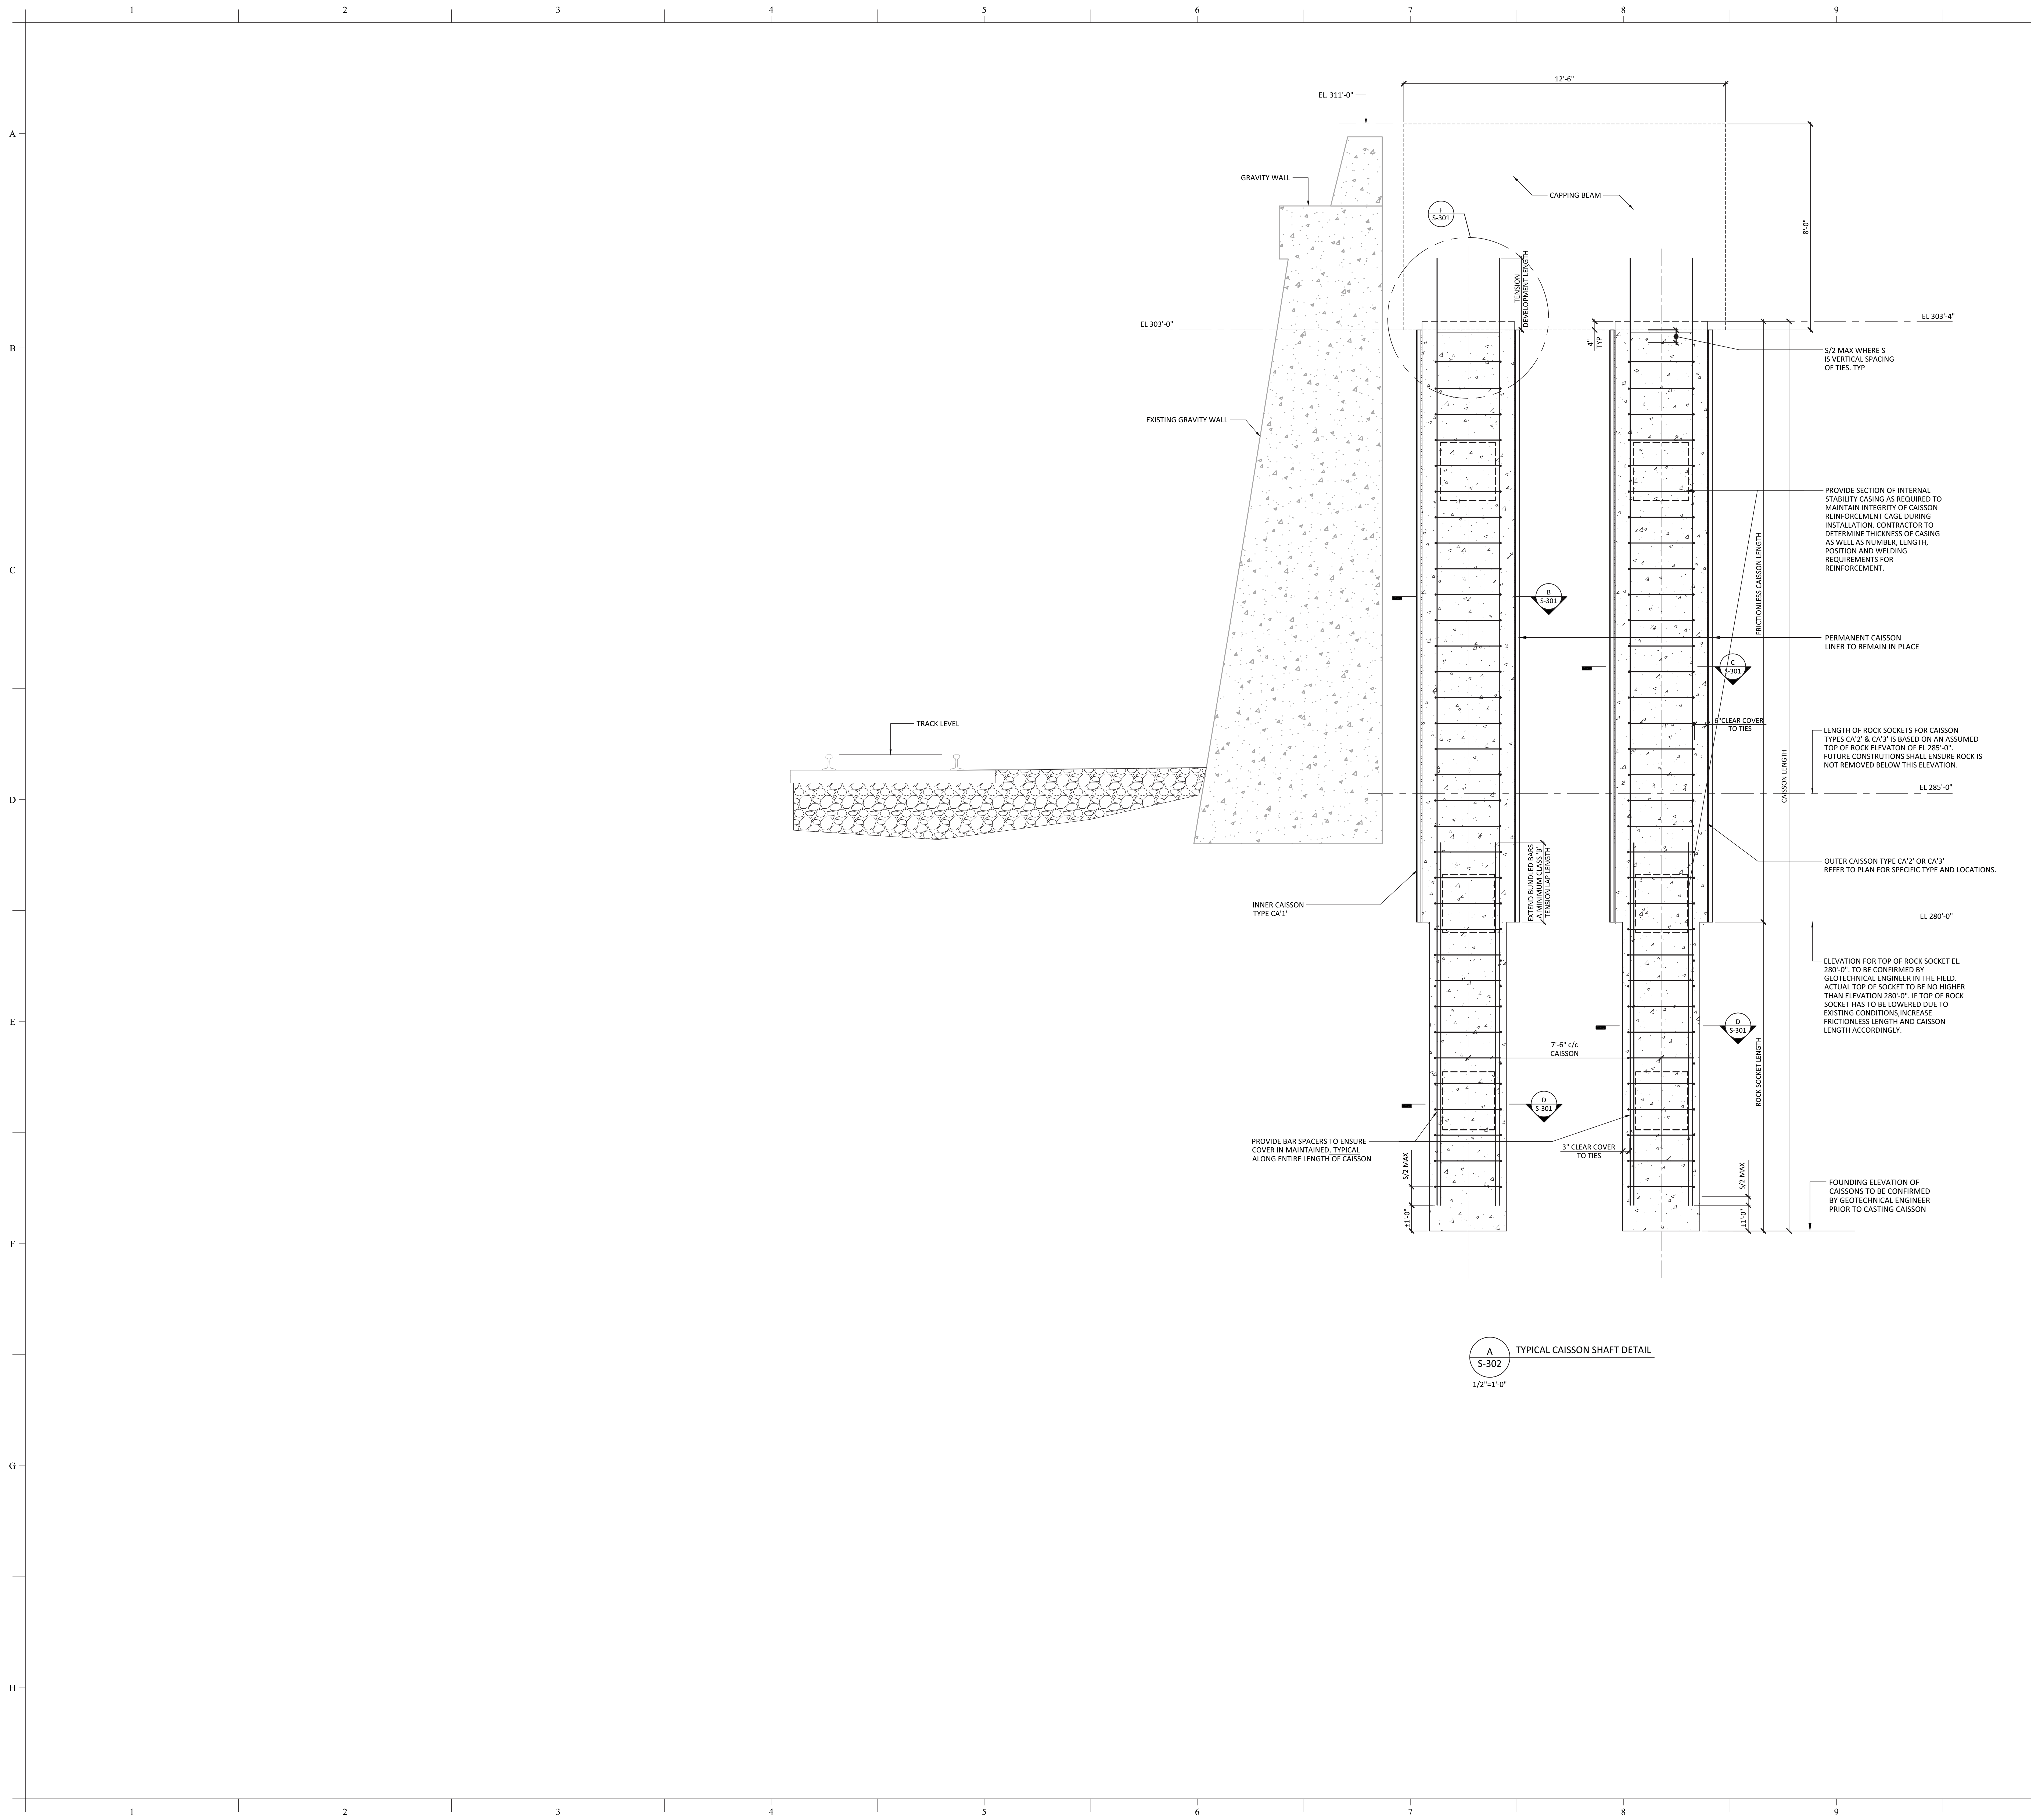 1 2 3 4 5 6 7 8 9
A
B
C
D
E
F
G
H
12'-6"
EL. 311'-0"
GRAVITY WALL
CAPPING BEAM
F
S-301
8'-0"
TENSION
DEVELOPMENT LENGTH
EL 303'-0"
EL 303'-4"
4"
TYP
S/2 MAX WHERE S
IS VERTICAL SPACING
OF TIES. TYP
EXISTING GRAVITY WALL
PROVIDE SECTION OF INTERNAL
STABILITY CASING AS REQUIRED TO
MAINTAIN INTEGRITY OF CAISSON
REINFORCEMENT CAGE DURING
INSTALLATION. CONTRACTOR TO
DETERMINE THICKNESS OF CASING
AS WELL AS NUMBER, LENGTH,
POSITION AND WELDING
REQUIREMENTS FOR
REINFORCEMENT.
FRICTIONLESS CAISSON LENGTH
B
S-301
PERMANENT CAISSON
LINER TO REMAIN IN PLACE
C
S-301
TRACK LEVEL
6"CLEAR COVER
TO TIES
LENGTH OF ROCK SOCKETS FOR CAISSON
TYPES CA'2' & CA'3' IS BASED ON AN ASSUMED
TOP OF ROCK ELEVATON OF EL 285'-0".
FUTURE CONSTRUTIONS SHALL ENSURE ROCK IS
NOT REMOVED BELOW THIS ELEVATION.
CAISSON LENGTH
EL 285'-0"
EXTEND BUNDLED BARS
A MINIMUM CLASS 'B'
TENSION LAP LENGTH
OUTER CAISSON TYPE CA'2' OR CA'3'
REFER TO PLAN FOR SPECIFIC TYPE AND LOCATIONS.
INNER CAISSON
TYPE CA'1'
EL 280'-0"
ELEVATION FOR TOP OF ROCK SOCKET EL.
280'-0". TO BE CONFIRMED BY
GEOTECHNICAL ENGINEER IN THE FIELD.
ACTUAL TOP OF SOCKET TO BE NO HIGHER
THAN ELEVATION 280'-0". IF TOP OF ROCK
SOCKET HAS TO BE LOWERED DUE TO
EXISTING CONDITIONS,INCREASE
FRICTIONLESS LENGTH AND CAISSON
LENGTH ACCORDINGLY.
D
S-301
7'-6" c/c
CAISSON
ROCK SOCKET LENGTH
D
S-301
PROVIDE BAR SPACERS TO ENSURE
COVER IN MAINTAINED. TYPICAL
ALONG ENTIRE LENGTH OF CAISSON
3" CLEAR COVER
TO TIES
S/2 MAX
S/2 MAX
±1'-0"
±1'-0"
FOUNDING ELEVATION OF
CAISSONS TO BE CONFIRMED
BY GEOTECHNICAL ENGINEER
PRIOR TO CASTING CAISSON
A
S-302
TYPICAL CAISSON SHAFT DETAIL
1/2"=1'-0"
1 2 3 4 5 6 7 8 9